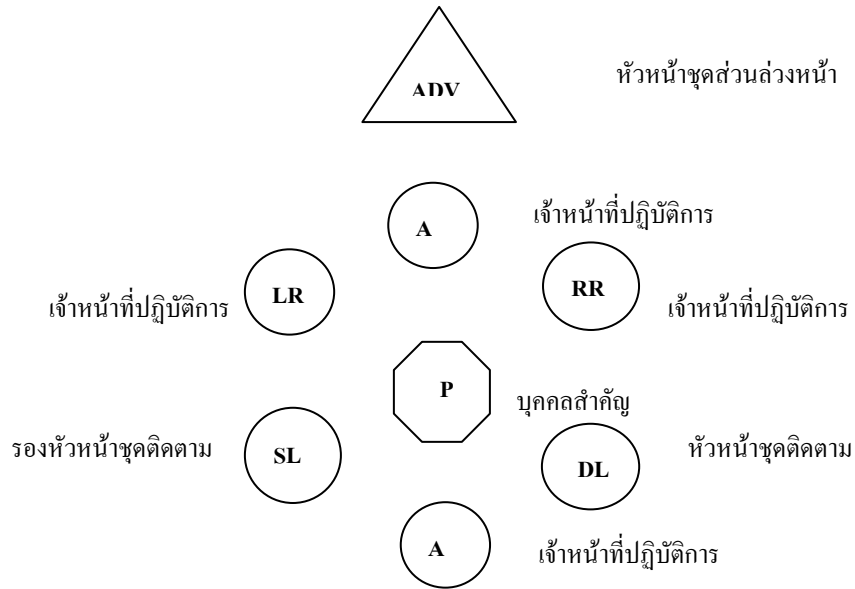 ADV
หัวหน้าชุดส่วนล่วงหน้า
A
เจ้าหน้าที่ปฏิบัติการ
LR
RR
เจ้าหน้าที่ปฏิบัติการ
เจ้าหน้าที่ปฏิบัติการ
P
บุคคลสำคัญ
รองหัวหน้าชุดติดตาม
SL
DL
หัวหน้าชุดติดตาม
A
เจ้าหน้าที่ปฏิบัติการ